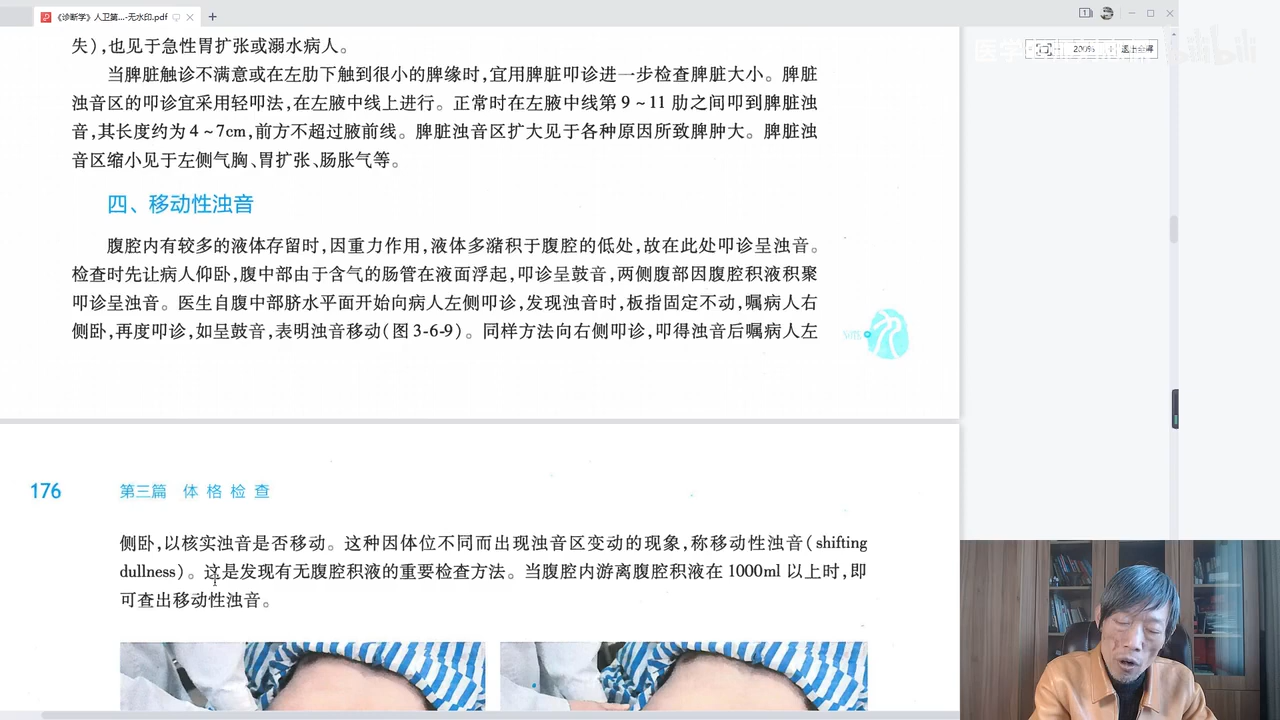 《诊断学》人卫第...-无水印.pdf
200%
bilibili
失),也见于急性胃扩张或溺水病人。
当脾脏触诊不满意或在左肋下触到很小的脾缘时,宜用脾脏叩诊进一步检查脾脏大小。脾脏
浊音区的叩诊宜采用轻叩法,在左腋中线上进行。正常时在左腋中线第9~11肋之间叩到脾脏浊
音,其长度约为4~7cm,前方不超过腋前线。脾脏浊音区扩大见于各种原因所致脾肿大。脾脏浊
音区缩小见于左侧气胸、胃扩张、肠胀气等。
四、移动性浊音
腹腔内有较多的液体存留时,因重力作用,液体多潴积于腹腔的低处,故在此处叩诊呈浊音。
检查时先让病人仰卧,腹中部由于含气的肠管在液面浮起,叩诊呈鼓音,两侧腹部因腹腔积液积聚
叩诊呈浊音。医生自腹中部脐水平面开始向病人左侧叩诊,发现浊音时,板指固定不动,嘱病人右
侧卧,再度叩诊,如呈鼓音,表明浊音移动(图3-6-9)。同样方法向右侧叩诊,叩得浊音后嘱病人左
176
第三篇 体格检查
侧卧,以核实浊音是否移动。这种因体位不同而出现浊音区变动的现象,称移动性浊音(shifting
dullness)。这是发现有无腹腔积液的重要检查方法。当腹腔内游离腹腔积液在1000ml以上时,即
可查出移动性浊音。